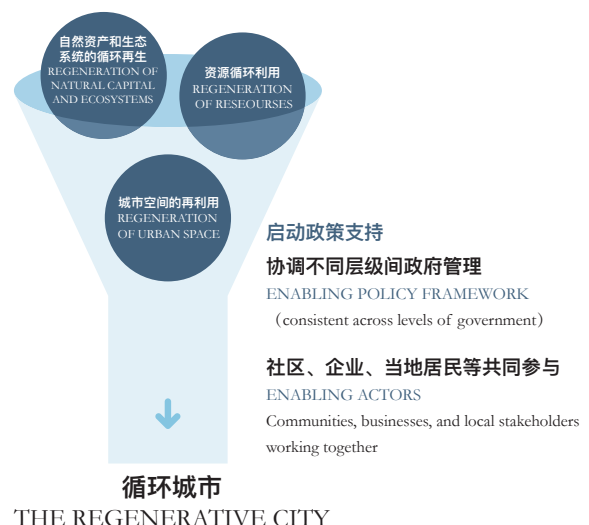 自然资产和生态
系统的循环再生
REGENERATION OF
NATURAL CAPITAL
AND ECOSYSTEMS
资源循环利用
REGENERATION
OF RESEOURSES
城市空间的再利用
REGENERATION
OF URBAN SPACE
启动政策支持
协调不同层级间政府管理
ENABLING POLICY FRAMEWORK
（consistent across levels of government）
社区、企业、当地居民等共同参与
ENABLING ACTORS
Communities, businesses, and local stakeholders
working together
循环城市
THE REGENERATIVE CITY